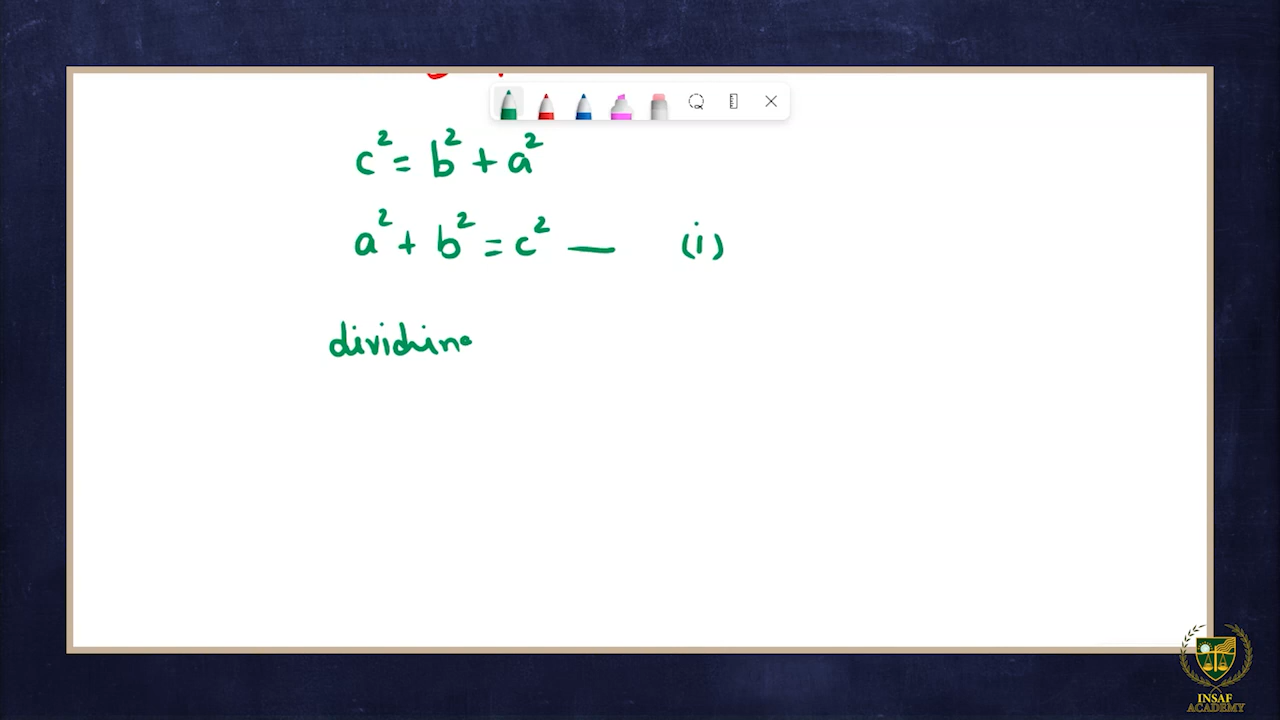 c² = b² + a²
a² + b² = c² — (i)
dividin
INSAF
ACADEMY